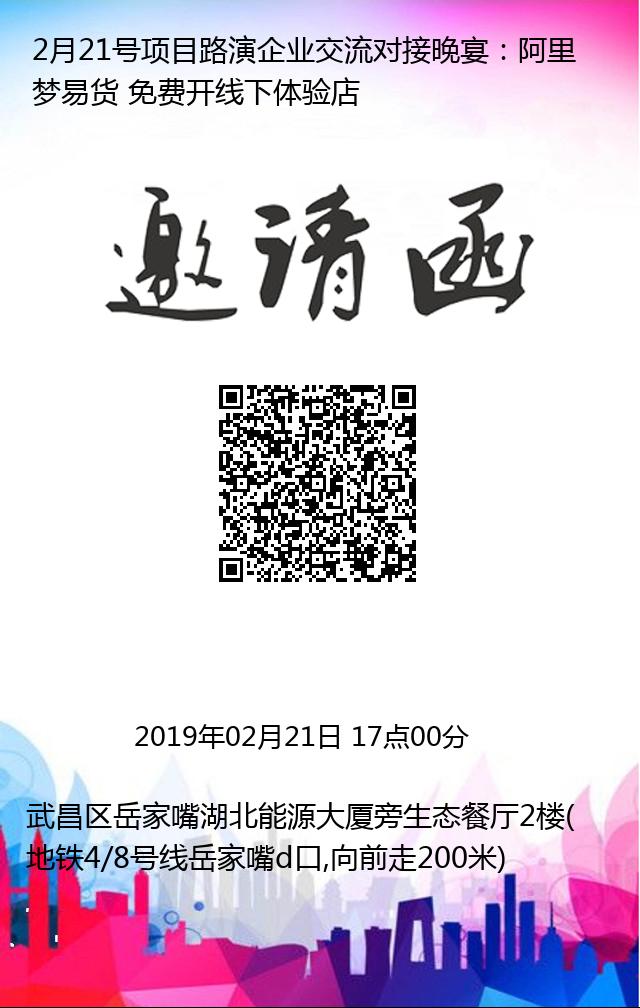 2月21号项目路演企业交流对接晚宴：阿里
梦易货 免费开线下体验店
邀请函
2019年02月21日 17点00分
武昌区岳家嘴湖北能源大厦旁生态餐厅2楼(
地铁4/8号线岳家嘴d口,向前走200米)